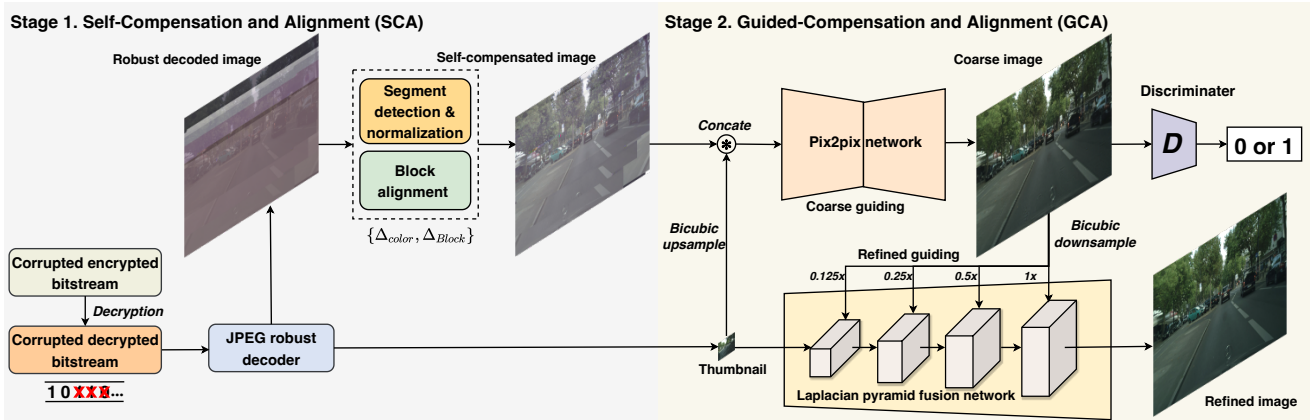 Stage 1. Self-Compensation and Alignment (SCA)
Stage 2. Guided-Compensation and Alignment (GCA)
Robust decoded image
Self-compensated image
Segment
detection &
normalization
Block
alignment
{Δcolor, ΔBlock}
Corrupted encrypted
bitstream
Decryption
Corrupted decrypted
bitstream
JPEG robust
decoder
1 0
...
Concate
Bicubic
upsample
Thumbnail
Pix2pix network
Coarse guiding
Coarse image
Discriminater
D
0 or 1
Bicubic
downsample
Refined guiding
0.125x
0.25x
0.5x
1x
Laplacian pyramid fusion network
Refined image